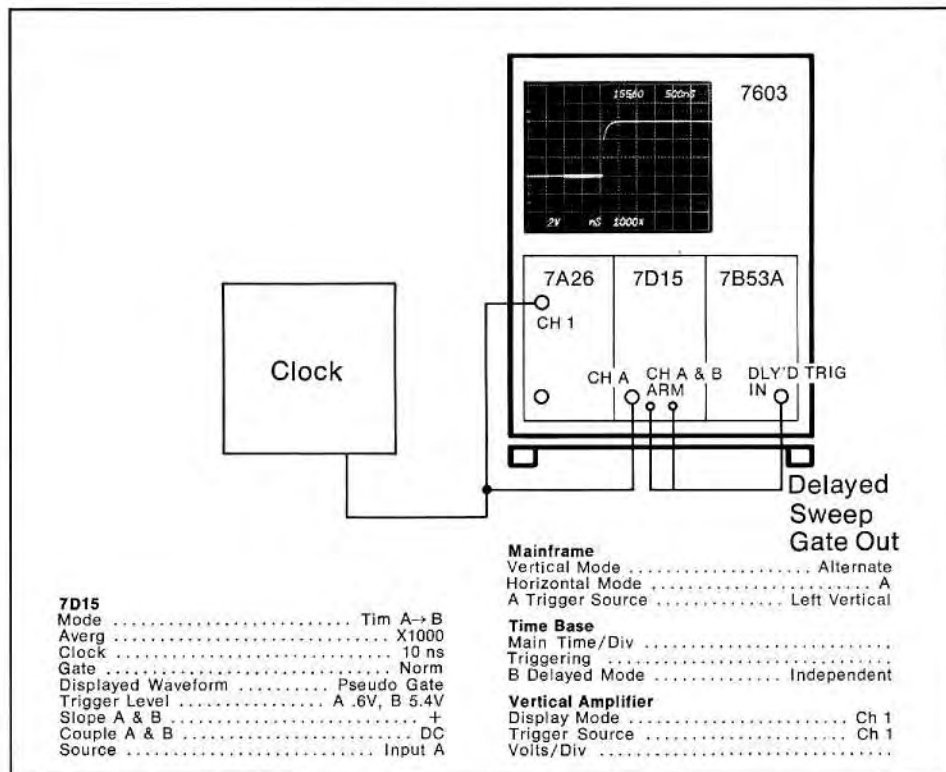 15560 500nS
2V nS 1000X
7603
7A26
7D15
7B53A
CH 1
Clock
CH A
CH A & B
ARM
DLY'D TRIG
IN
Delayed
Sweep
Gate Out
7D15
Mode ........................ Tim A→ B
Averg .......................... X1000
Clock ........................... 10 ns
Gate ............................ Norm
Displayed Waveform .......... Pseudo Gate
Trigger Level ............. A .6V, B 5.4V
Slope A & B ........................ +
Couple A & B ...................... DC
Source ........................ Input A
Mainframe
Vertical Mode .................... Alternate
Horizontal Mode ......................... A
A Trigger Source ............. Left Vertical
Time Base
Main Time/Div ..........................
Triggering .............................
B Delayed Mode ............. Independent
Vertical Amplifier
Display Mode ....................... Ch 1
Trigger Source ...................... Ch 1
Volts/Div ..............................